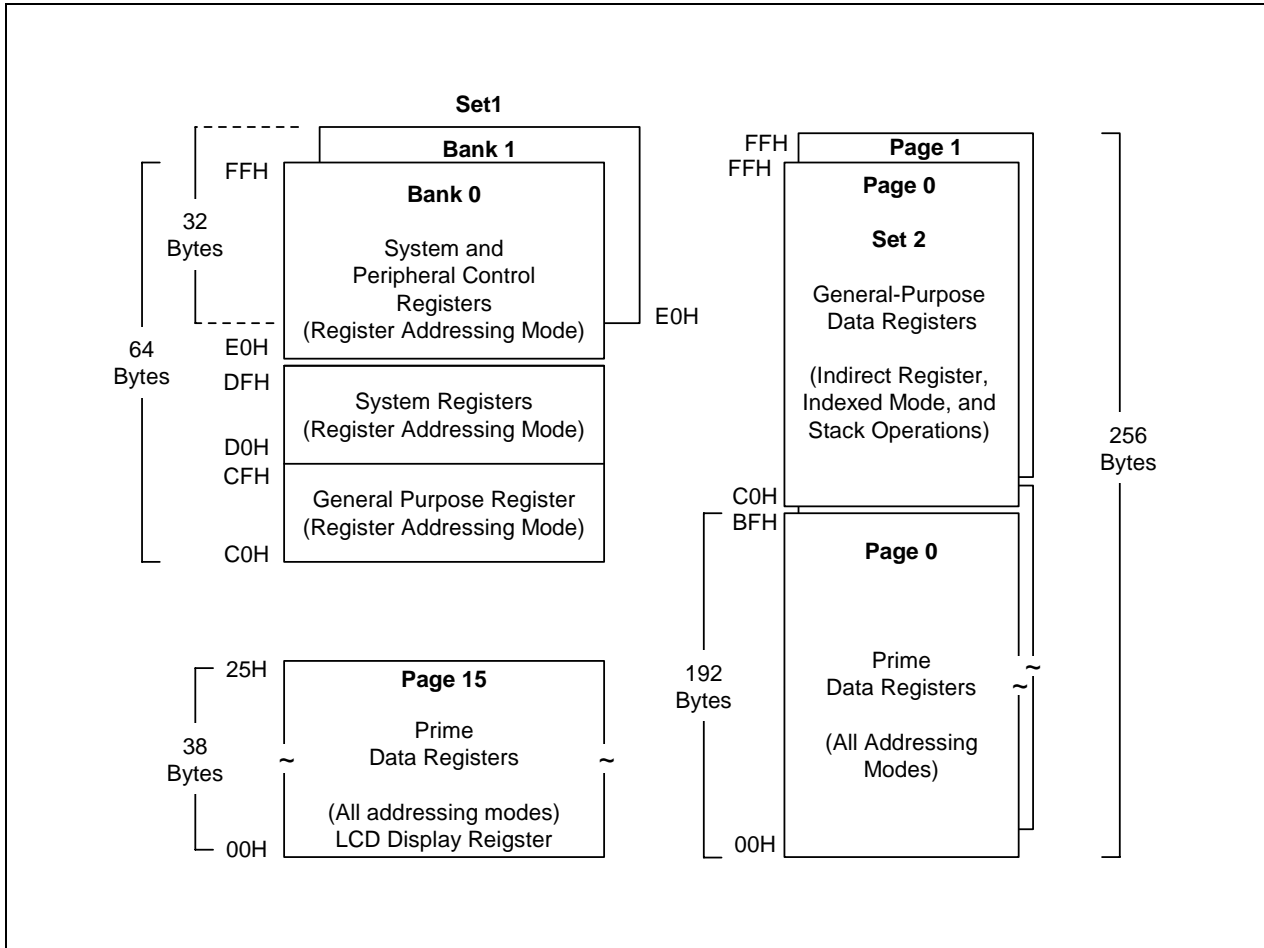 Set1
Bank 1
FFH
Bank 0
32
Bytes
System and
Peripheral Control
Registers
(Register Addressing Mode)
E0H
E0H
64
Bytes
DFH
System Registers
(Register Addressing Mode)
D0H
CFH
General Purpose Register
(Register Addressing Mode)
C0H
25H
Page 15
38
Bytes
Prime
Data Registers
~
~
(All addressing modes)
LCD Display Reigster
00H
FFH
Page 1
FFH
Page 0
Set 2
General-Purpose
Data Registers
(Indirect Register,
Indexed Mode, and
Stack Operations)
256
Bytes
C0H
BFH
Page 0
192
Bytes
Prime
Data Registers
~
~
(All Addressing
Modes)
00H